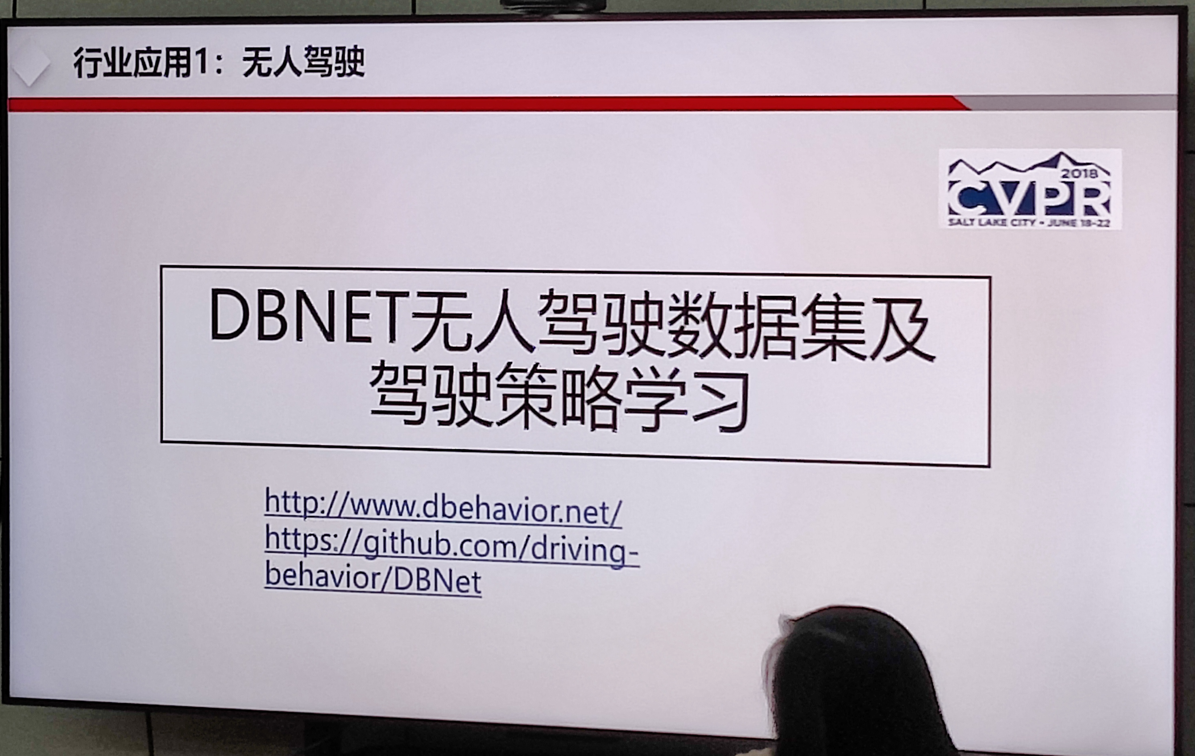 行业应用1：无人驾驶
2018
CVPR
SALT LAKE CITY • JUNE 18-22
DBNET无人驾驶数据集及
驾驶策略学习
http://www.dbehavior.net/
https://github.com/driving-
behavior/DBNet